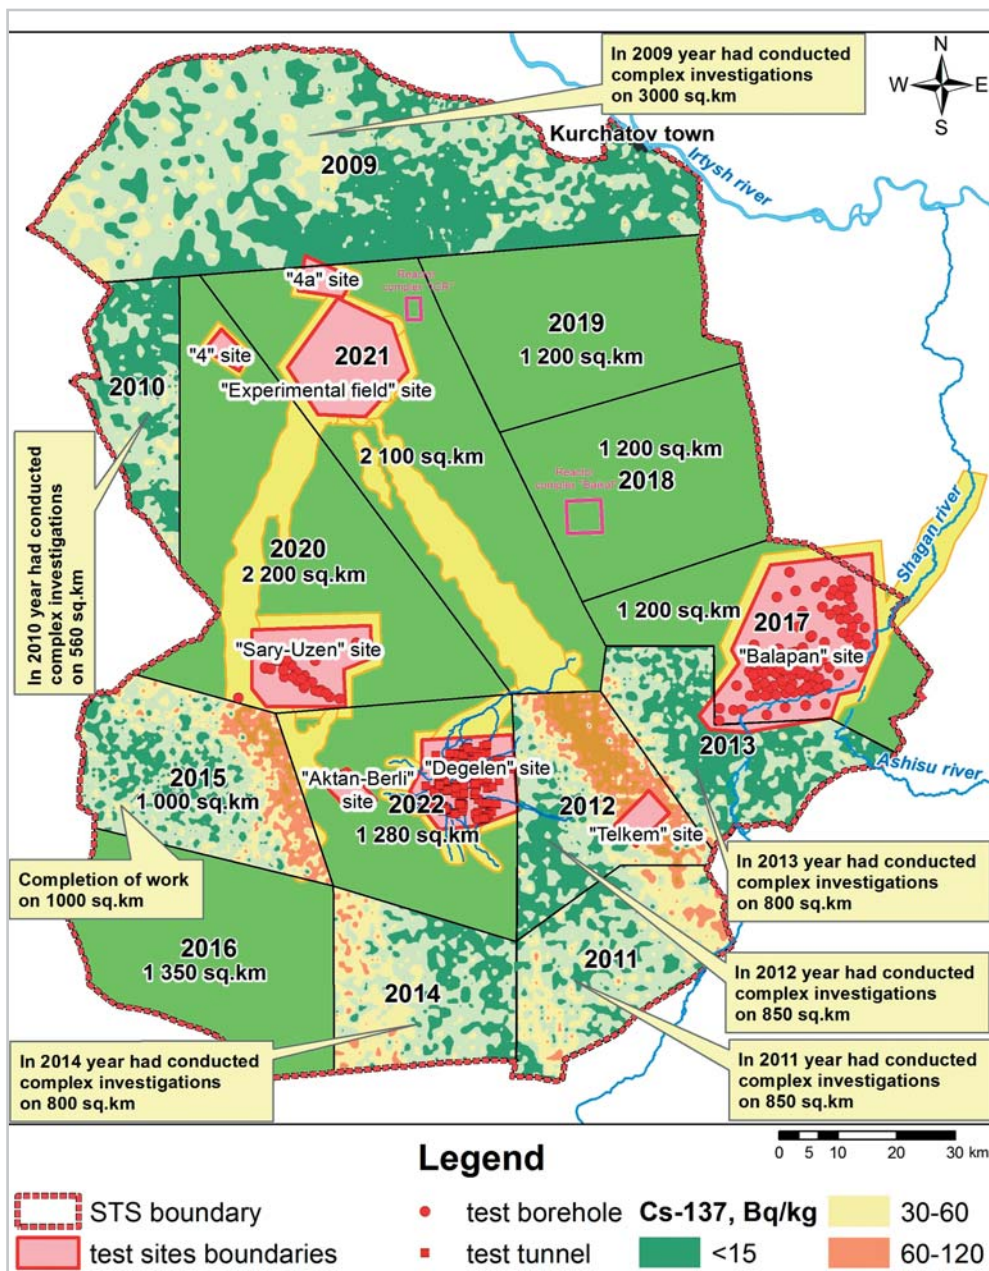 In 2009 year had conducted
complex investigations
on 3000 sq.km
N
W
E
S
Kurchatov town
Irtysh river
2009
"4a" site
Reactor
complex
2019
1 200 sq.km
"4" site
2021
"Experimental field" site
2010
In 2010 year had conducted
complex investigations
on 560 sq.km
2 100 sq.km
1 200 sq.km
2018
Reactor
complex "Baikal"
Shagan river
2020
2 200 sq.km
1 200 sq.km
2017
"Sary-Uzen" site
"Balapan" site
2013
Ashisu river
2015
1 000 sq.km
"Aktan-Berli"
site
"Degelen" site
2022
1 280 sq.km
2012
"Telkem" site
Completion of work
on 1000 sq.km
In 2013 year had conducted
complex investigations
on 800 sq.km
2016
1 350 sq.km
2014
2011
In 2012 year had conducted
complex investigations
on 850 sq.km
In 2014 year had conducted
complex investigations
on 800 sq.km
In 2011 year had conducted
complex investigations
on 850 sq.km
0 5 10 20 30 km
Legend
STS boundary
test borehole
Cs-137, Bq/kg
30-60
test sites boundaries
test tunnel
<15
60-120